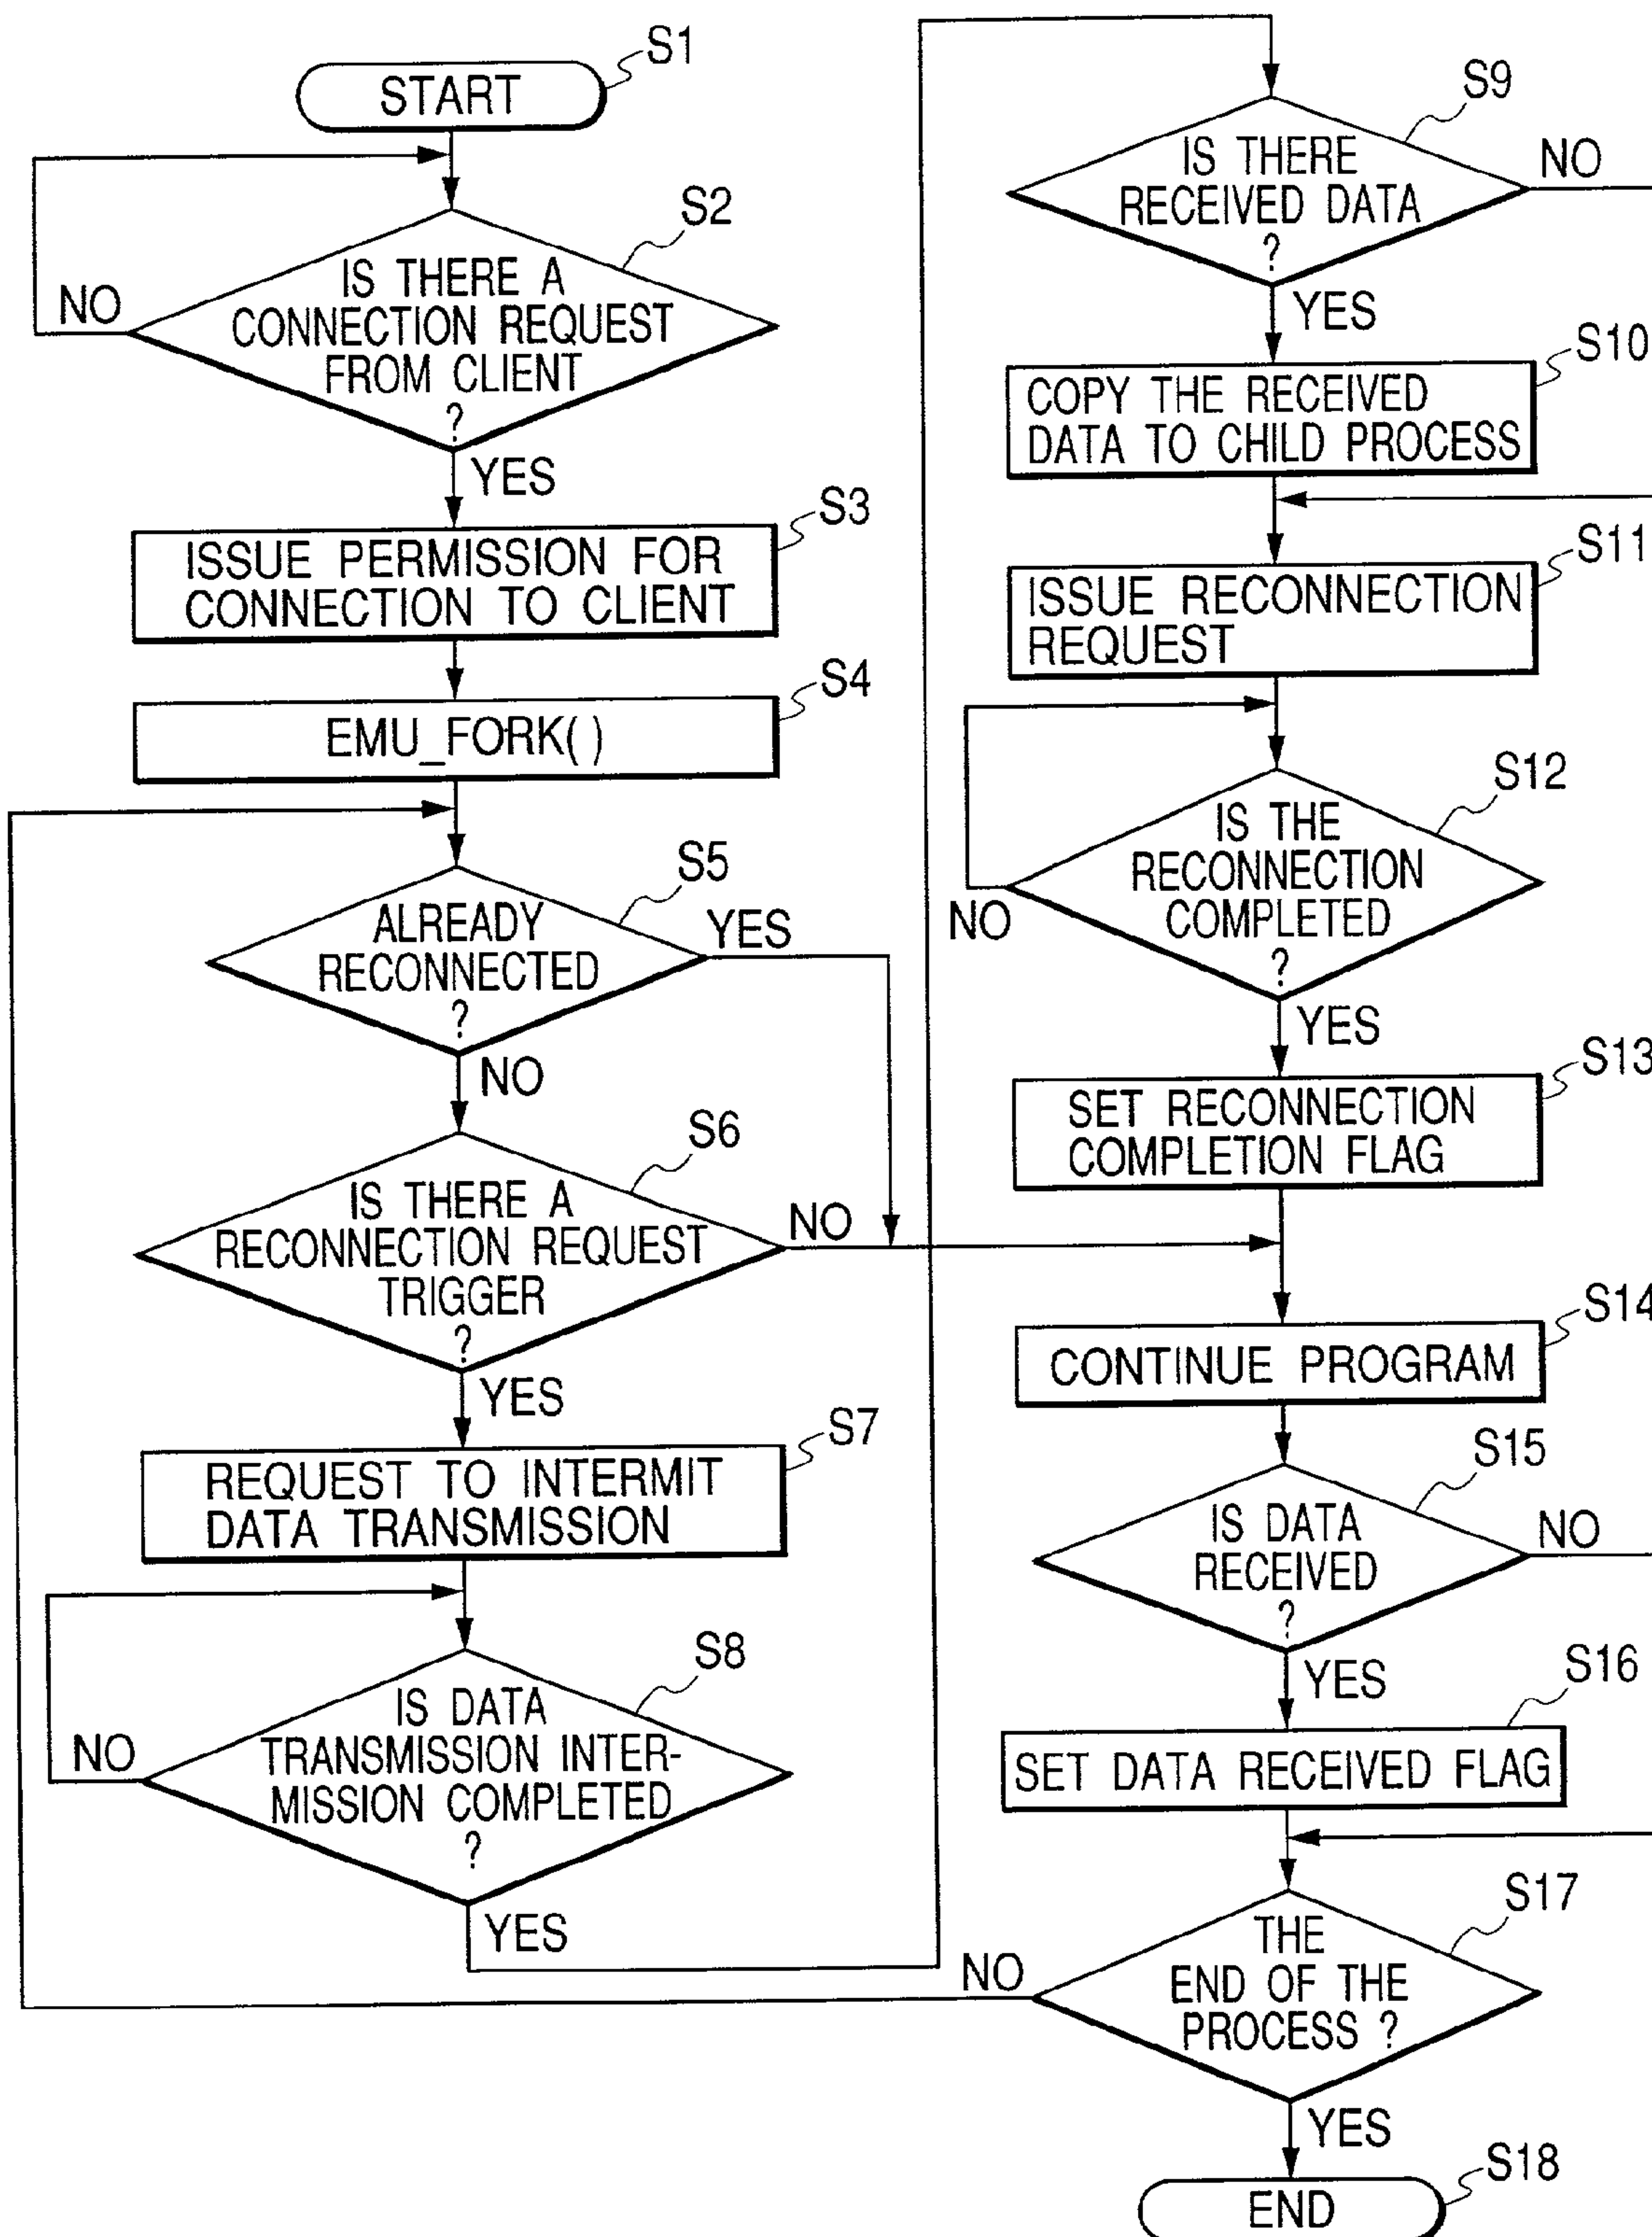 START
S1
S2
IS THERE A
CONNECTION REQUEST
FROM CLIENT
?
NO
YES
S3
ISSUE PERMISSION FOR
CONNECTION TO CLIENT
S4
EMU_FORK( )
S5
ALREADY
RECONNECTED
?
YES
NO
S6
IS THERE A
RECONNECTION REQUEST
TRIGGER
?
NO
YES
S7
REQUEST TO INTERMIT
DATA TRANSMISSION
S8
IS DATA
TRANSMISSION INTER-
MISSION COMPLETED
?
NO
YES
S9
IS THERE
RECEIVED DATA
?
NO
YES
S10
COPY THE RECEIVED
DATA TO CHILD PROCESS
S11
ISSUE RECONNECTION
REQUEST
S12
IS THE
RECONNECTION
COMPLETED
?
NO
YES
S13
SET RECONNECTION
COMPLETION FLAG
S14
CONTINUE PROGRAM
S15
IS DATA
RECEIVED
?
NO
YES
S16
SET DATA RECEIVED FLAG
S17
THE
END OF THE
PROCESS ?
NO
YES
S18
END